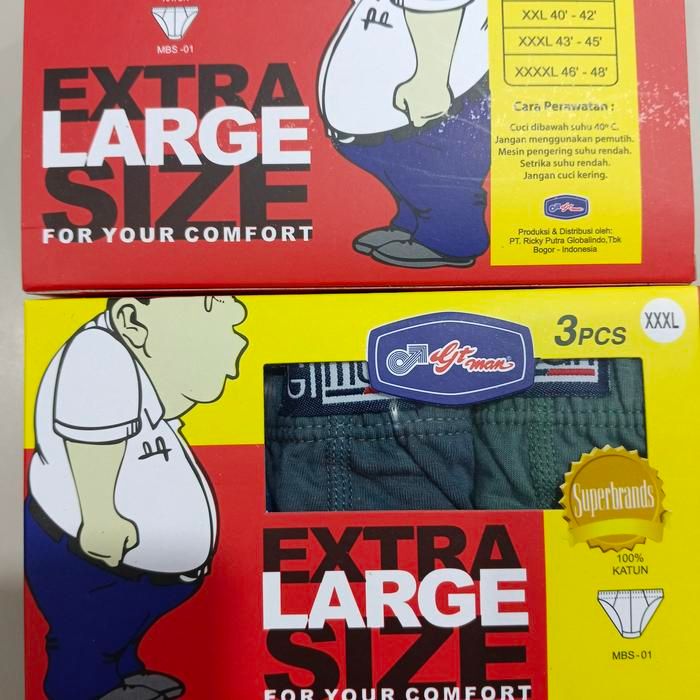 MBS-01
EXTRA
LARGE
SIZE
FOR YOUR COMFORT
XXL 40' - 42'
XXXL 43' - 45'
XXXXL 46' - 48'
Cara Perawatan :
Cuci dibawah suhu 40º C.
Jangan menggunakan pemutih.
Mesin pengering suhu rendah.
Setrika suhu rendah.
Jangan cuci kering.
Produksi & Distribusi oleh:
PT. Ricky Putra Globalindo,Tbk
Bogor - Indonesia
3PCS
XXXL
Gt man
Superbrands
100%
KATUN
MBS-01
EXTRA
LARGE
SIZE
FOR YOUR COMFORT